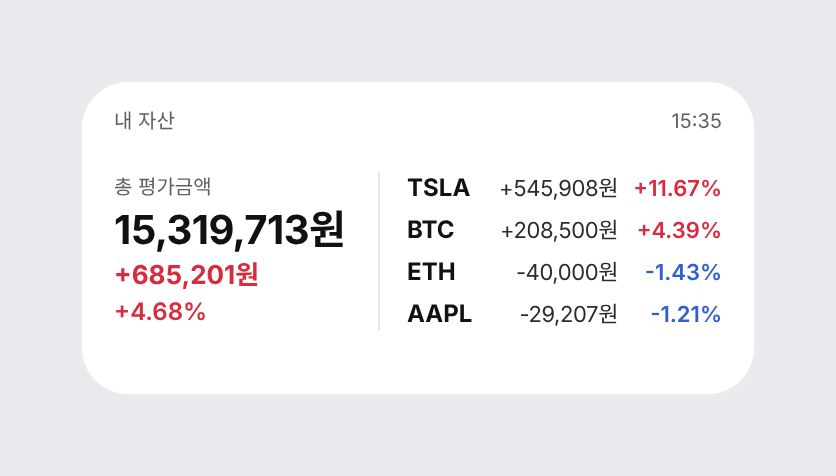 내 자산
15:35
총 평가금액
15,319,713원
+685,201원
+4.68%
TSLA +545,908원 +11.67%
BTC +208,500원 +4.39%
ETH -40,000원 -1.43%
AAPL -29,207원 -1.21%